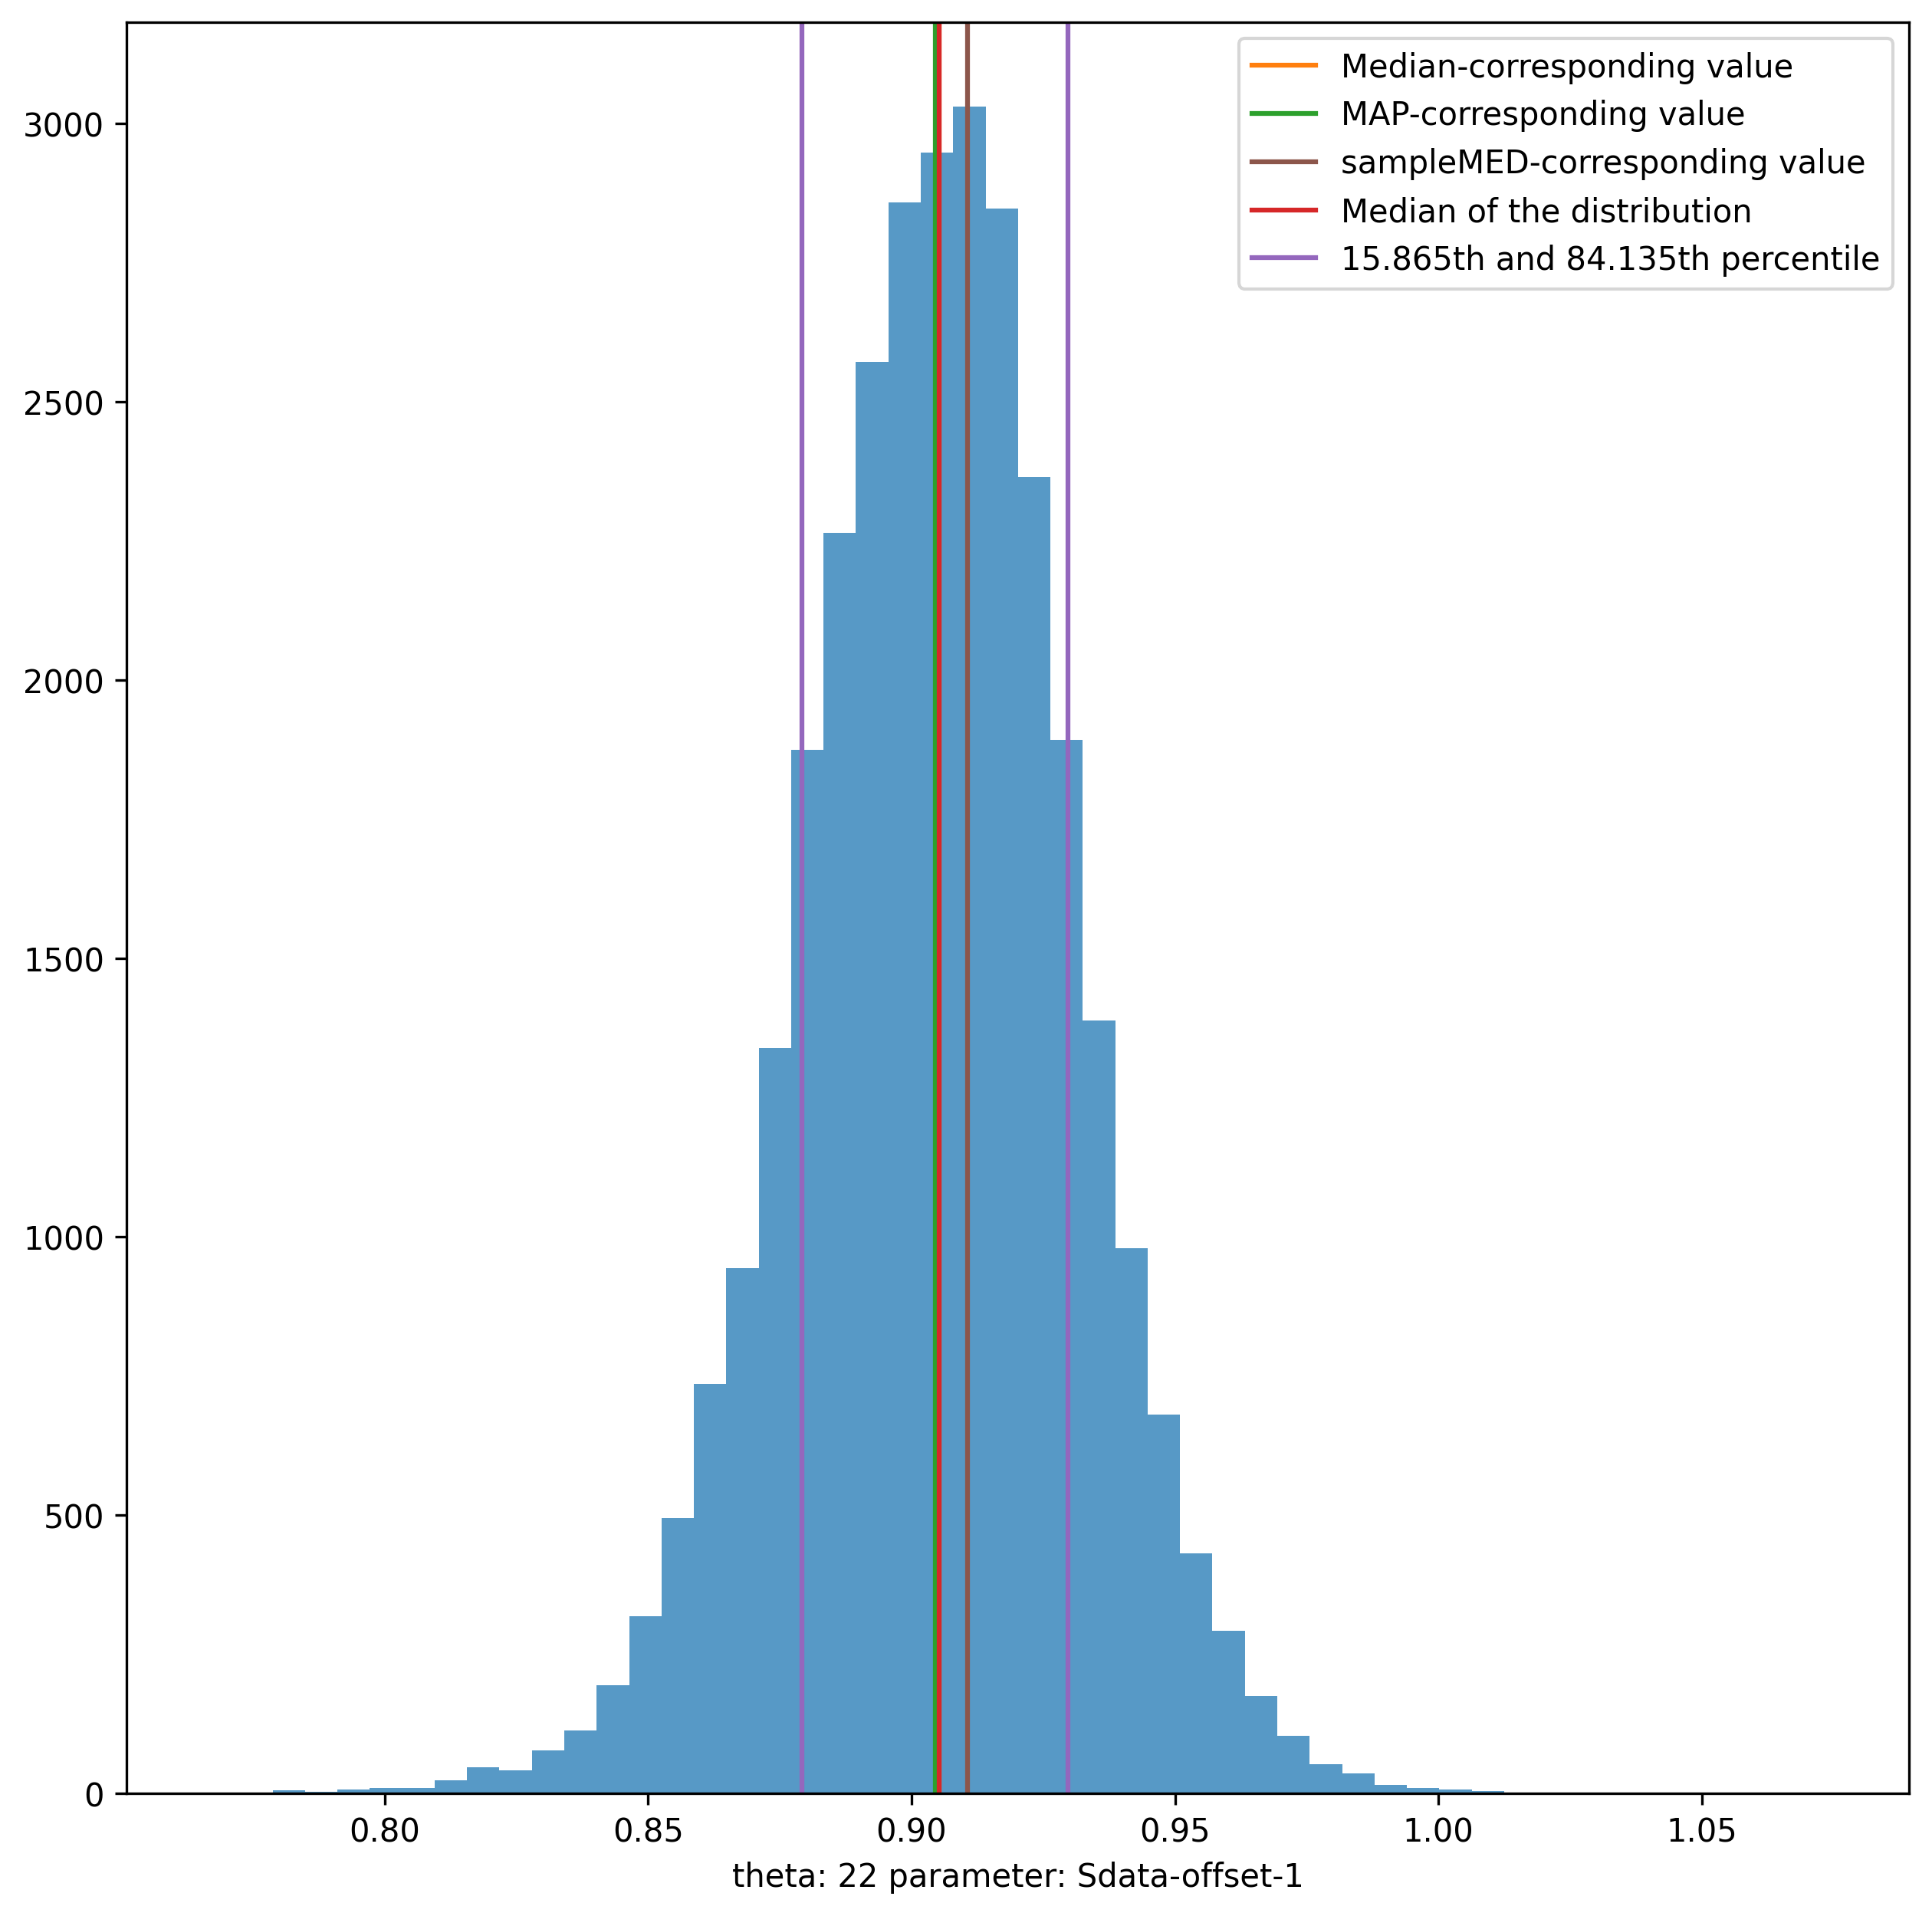 Median-corresponding value
MAP-corresponding value
sampleMED-corresponding value
Median of the distribution
15.865th and 84.135th percentile
3000
2500
2000
1500
1000
500
0
0.80 0.85 0.90 0.95 1.00 1.05
theta: 22 parameter: Sdata-offset-1